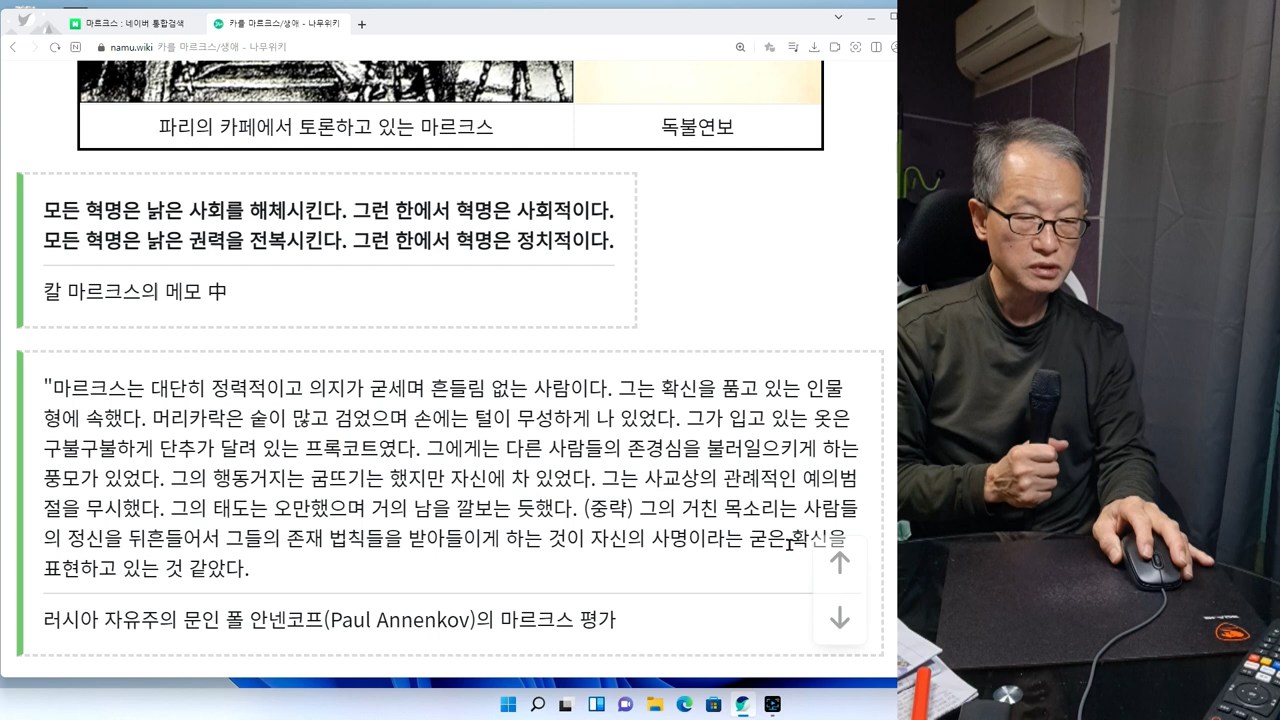 마르크스 : 네이버 통합검색
카를 마르크스/생애 - 나무위키
namu.wiki 카를 마르크스/생애 - 나무위키
파리의 카페에서 토론하고 있는 마르크스
독불연보
모든 혁명은 낡은 사회를 해체시킨다. 그런 한에서 혁명은 사회적이다.
모든 혁명은 낡은 권력을 전복시킨다. 그런 한에서 혁명은 정치적이다.
칼 마르크스의 메모 中
"마르크스는 대단히 정력적이고 의지가 굳세며 흔들림 없는 사람이다. 그는 확신을 품고 있는 인물
형에 속했다. 머리카락은 숱이 많고 검었으며 손에는 털이 무성하게 나 있었다. 그가 입고 있는 옷은
구불구불하게 단추가 달려 있는 프록코트였다. 그에게는 다른 사람들의 존경심을 불러일으키게 하는
풍모가 있었다. 그의 행동거지는 굼뜨기는 했지만 자신에 차 있었다. 그는 사교상의 관례적인 예의범
절을 무시했다. 그의 태도는 오만했으며 거의 남을 깔보는 듯했다. (중략) 그의 거친 목소리는 사람들
의 정신을 뒤흔들어서 그들의 존재 법칙들을 받아들이게 하는 것이 자신의 사명이라는 굳은 확신을
표현하고 있는 것 같았다.
러시아 자유주의 문인 폴 안넨코프(Paul Annenkov)의 마르크스 평가